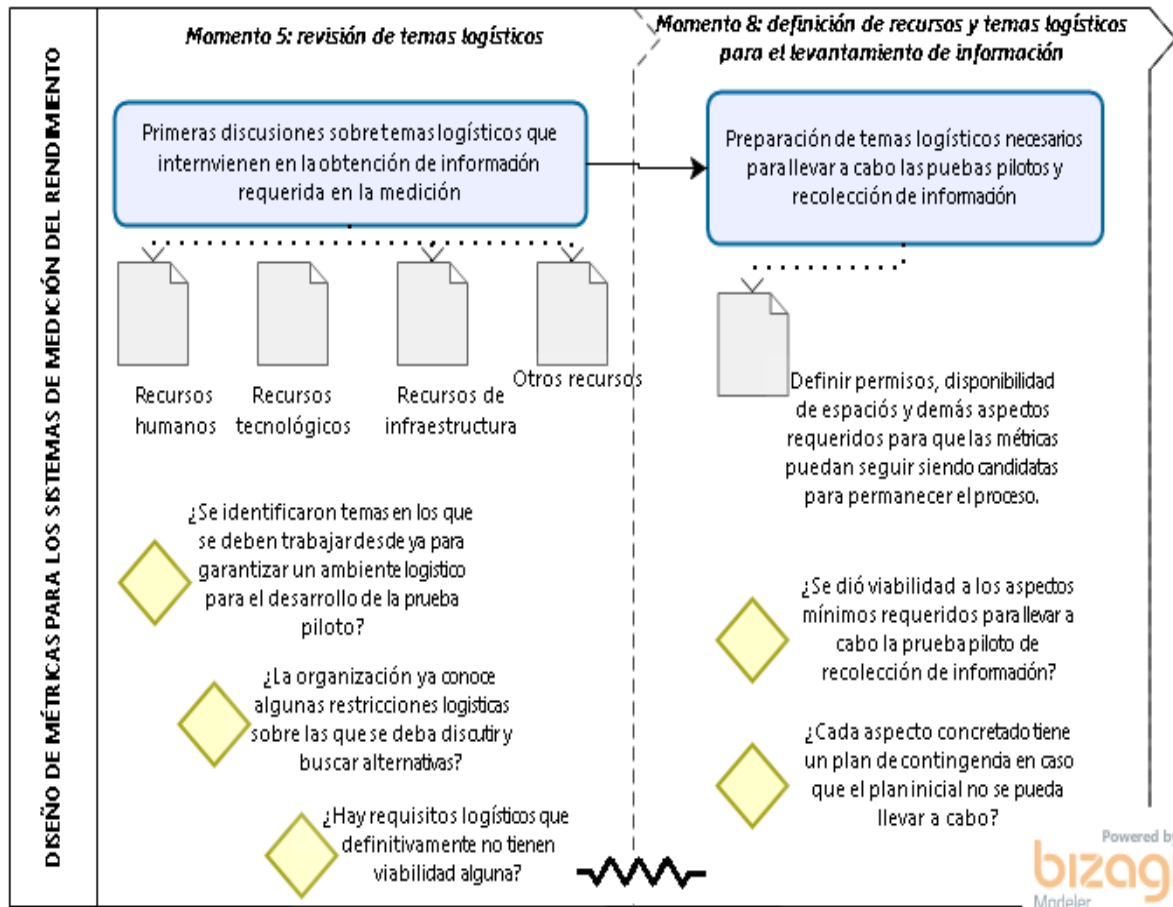 DISEÑO DE MÉTRICAS PARA LOS SISTEMAS DE MEDICIÓN DEL RENDIMIENTO
Momento 5: revisión de temas logísticos
Primeras discusiones sobre temas logísticos que
internvienen en la obtención de información
requerida en la medición
Recursos
humanos
Recursos
tecnológicos
Recursos de
infraestructura
Otros recursos
¿Se identificaron temas en los que
se deben trabajar desde ya para
garantizar un ambiente logistico
para el desarrollo de la prueba
piloto?
¿La organización ya conoce
algunas restricciones logisticas
sobre las que se deba discutir y
buscar alternativas?
¿Hay requisitos logísticos que
definitivamente no tienen
viabilidad alguna?
Momento 8: definición de recursos y temas logísticos
para el levantamiento de información
Preparación de temas logísticos necesarios
para llevar a cabo las puebas pilotos y
recolección de información
Definir permisos, disponibilidad
de espaciós y demás aspectos
requeridos para que las métricas
puedan seguir siendo candidatas
para permanecer el proceso.
¿Se dió viabilidad a los aspectos
mínimos requeridos para llevar a
cabo la prueba piloto de
recolección de información?
¿Cada aspecto concretado tiene
un plan de contingencia en caso
que el plan inicial no se pueda
llevar a cabo?
Powered by
bizagi
Modeler